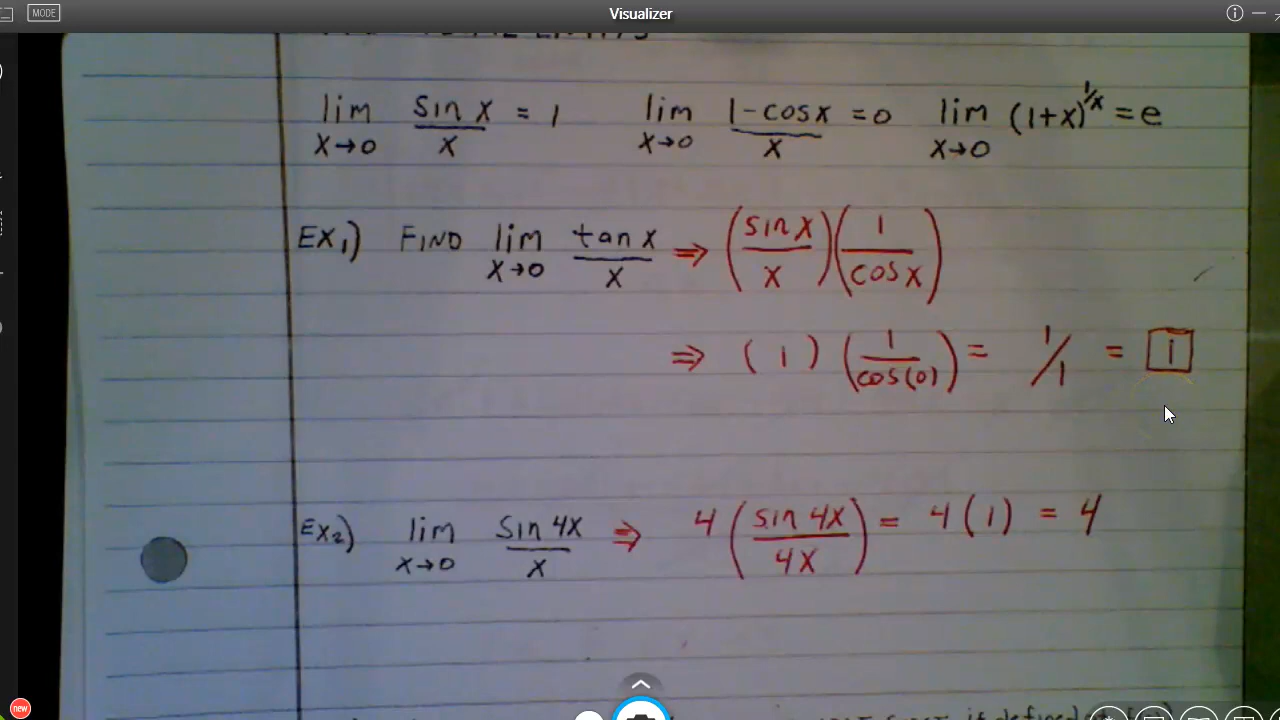 MODE Visualizer
lim x→0 sin x / x = 1 lim x→0 1-cos x / x = 0 lim x→0 (1+x)^1/x = e
EX1) FIND lim x→0 tan x / x ⇒ (sin x / x)(1 / cos x)
⇒ (1) (1 / cos(0)) = 1/1 = 1
EX2) lim x→0 sin 4x / x ⇒ 4 (sin 4x / 4x) = 4(1) = 4
new